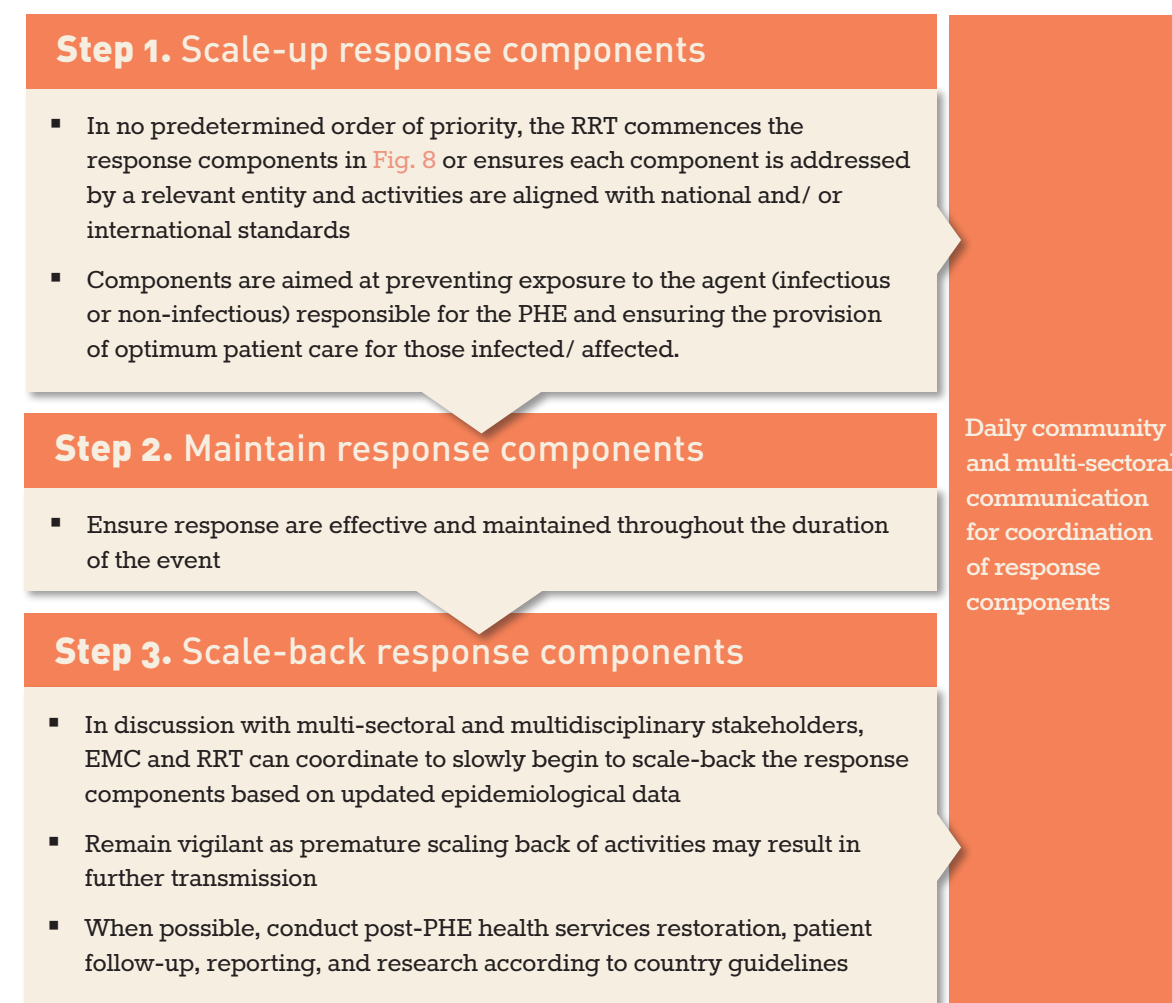 Step 1. Scale-up response components
▪ In no predetermined order of priority, the RRT commences the
response components in Fig. 8 or ensures each component is addressed
by a relevant entity and activities are aligned with national and/ or
international standards
▪ Components are aimed at preventing exposure to the agent (infectious
or non-infectious) responsible for the PHE and ensuring the provision
of optimum patient care for those infected/ affected.
Step 2. Maintain response components
▪ Ensure response are effective and maintained throughout the duration
of the event
Step 3. Scale-back response components
▪ In discussion with multi-sectoral and multidisciplinary stakeholders,
EMC and RRT can coordinate to slowly begin to scale-back the response
components based on updated epidemiological data
▪ Remain vigilant as premature scaling back of activities may result in
further transmission
▪ When possible, conduct post-PHE health services restoration, patient
follow-up, reporting, and research according to country guidelines
Daily community
and multi-sectoral
communication
for coordination
of response
components